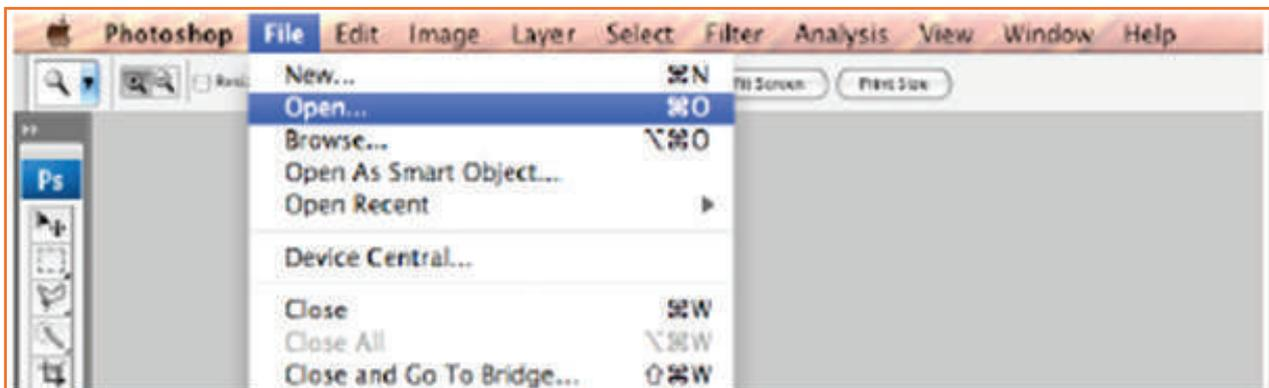 Photoshop File Edit Image Layer Select Filter Analysis View Window Help
New... ⌘N
Open... ⌘O
Browse... ⌥⌘O
Open As Smart Object...
Open Recent ▶
Device Central...
Close ⌘W
Close All ⌥⌘W
Close and Go To Bridge... ⇧⌘W
Screen Print Size
Ps